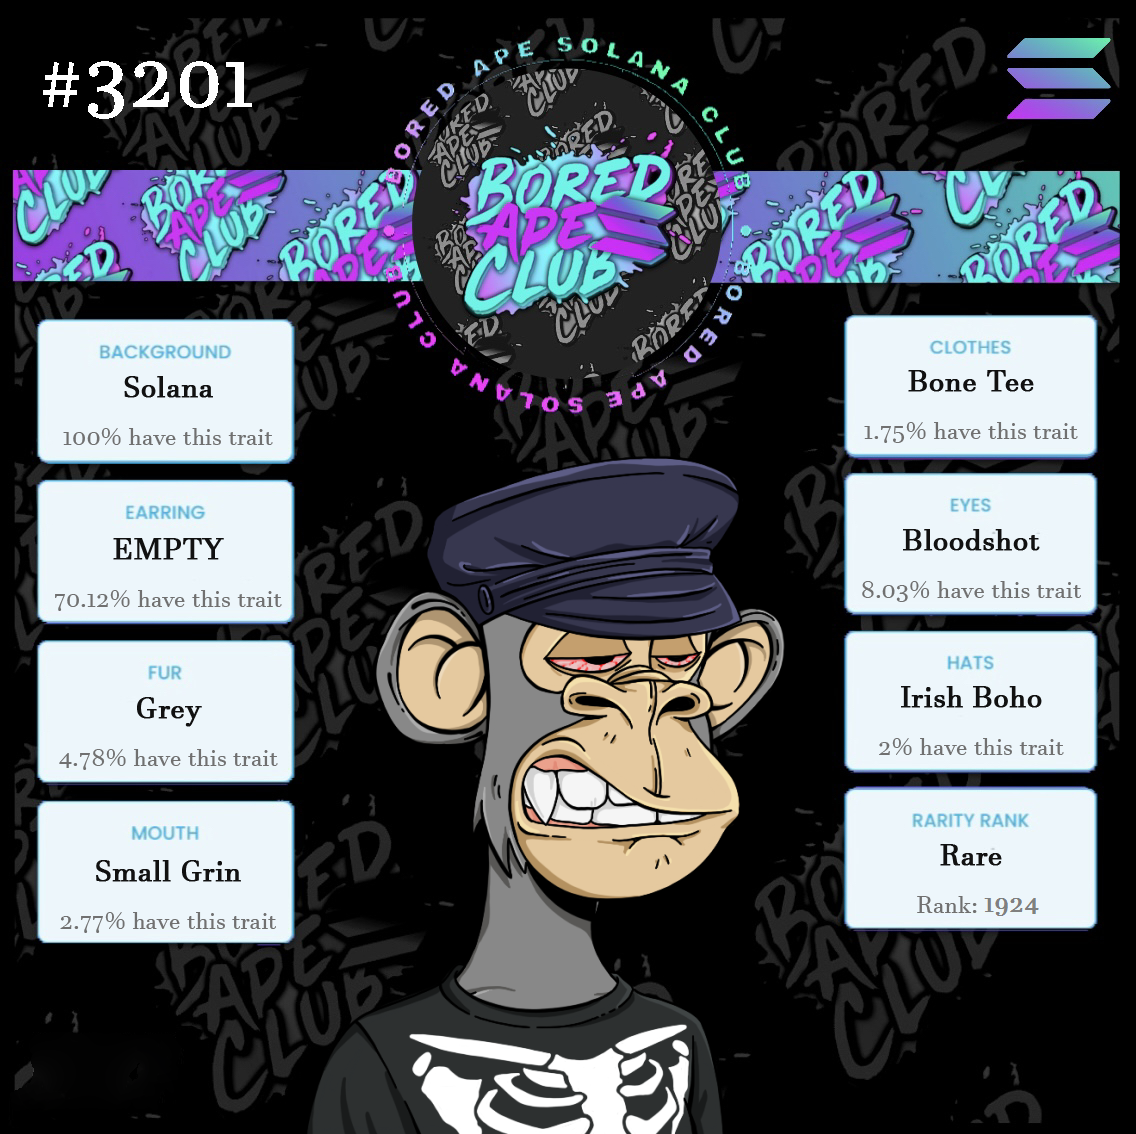 #3201
BORED APE SOLANA CLUB
BORED APE SOLANA CLUB
BORED
APE
CLUB
BACKGROUND
Solana
100% have this trait
EARRING
EMPTY
70.12% have this trait
FUR
Grey
4.78% have this trait
MOUTH
Small Grin
2.77% have this trait
CLOTHES
Bone Tee
1.75% have this trait
EYES
Bloodshot
8.03% have this trait
HATS
Irish Boho
2% have this trait
RARITY RANK
Rare
Rank: 1924